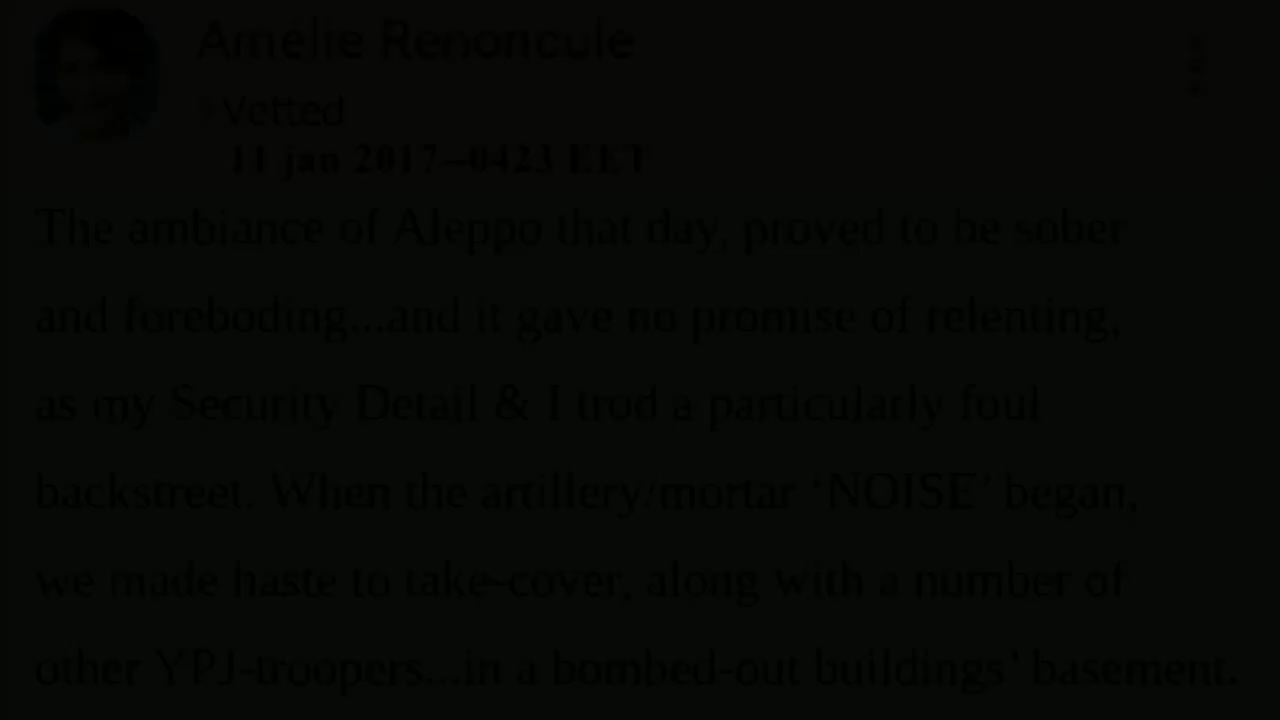 Amélie Renoncule
Vetted
11 jan 2017–0423 EET
The ambiance of Aleppo that day, proved to be sober
and foreboding...and it gave no promise of relenting,
as my Security Detail & I trod a particularly foul
backstreet. When the artillery/mortar ‘NOISE’ began,
we made haste to take-cover, along with a number of
other YPJ-troopers...in a bombed-out buildings’ basement.